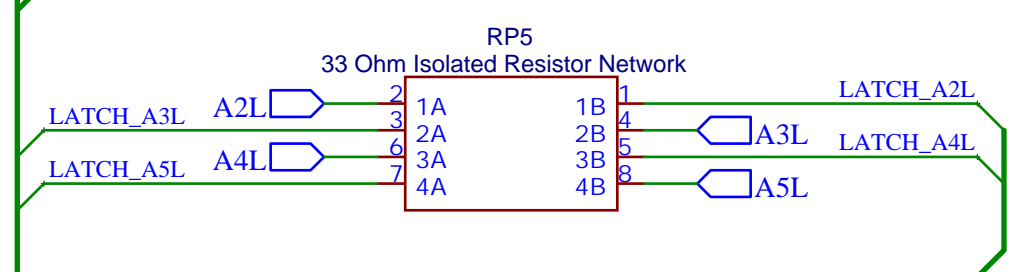 RP5
33 Ohm Isolated Resistor Network
A2L 2 1A 1B 1 LATCH_A2L
LATCH_A3L 3 2A 2B 4 A3L
A4L 6 3A 3B 5 LATCH_A4L
LATCH_A5L 7 4A 4B 8 A5L